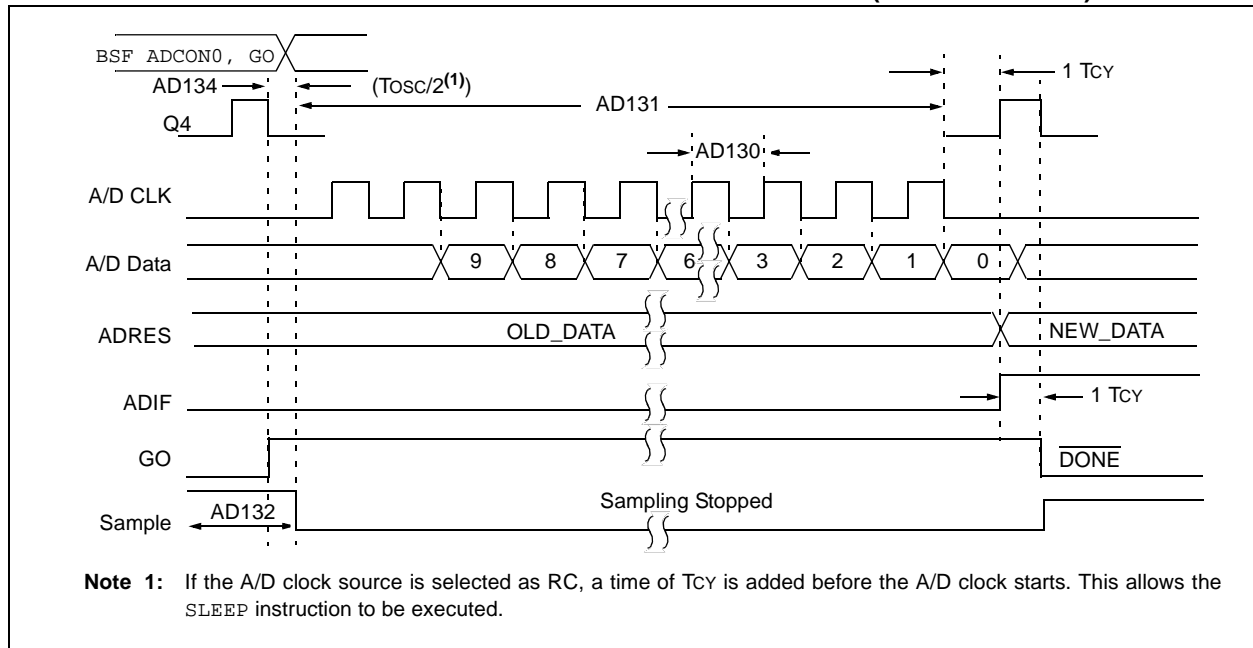 BSF ADCON0, GO
AD134 (TOSC/2(1)) 1 TCY
AD131
Q4
AD130
A/D CLK
A/D Data 9 8 7 6 3 2 1 0
ADRES OLD_DATA NEW_DATA
ADIF 1 TCY
GO DONE
Sampling Stopped
Sample AD132
Note 1: If the A/D clock source is selected as RC, a time of TCY is added before the A/D clock starts. This allows the
SLEEP instruction to be executed.